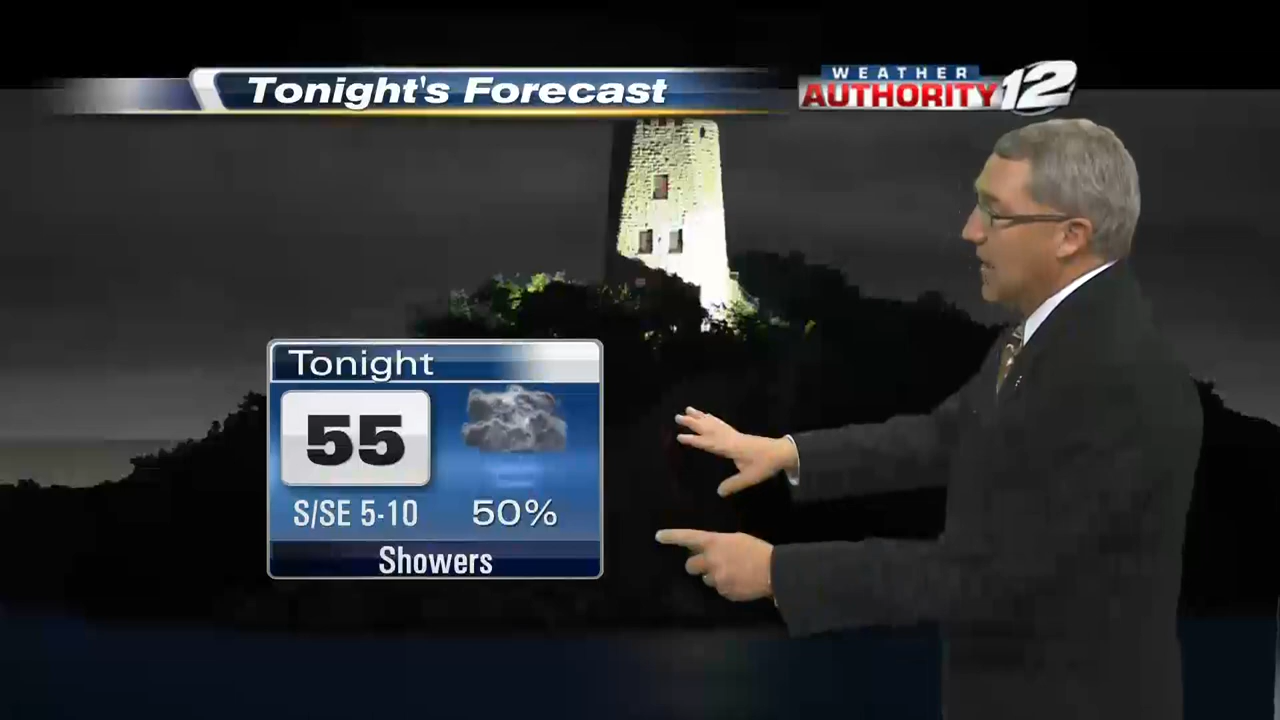 Tonight's Forecast
WEATHER
AUTHORITY 12
Tonight
55
S/SE 5-10 50%
Showers